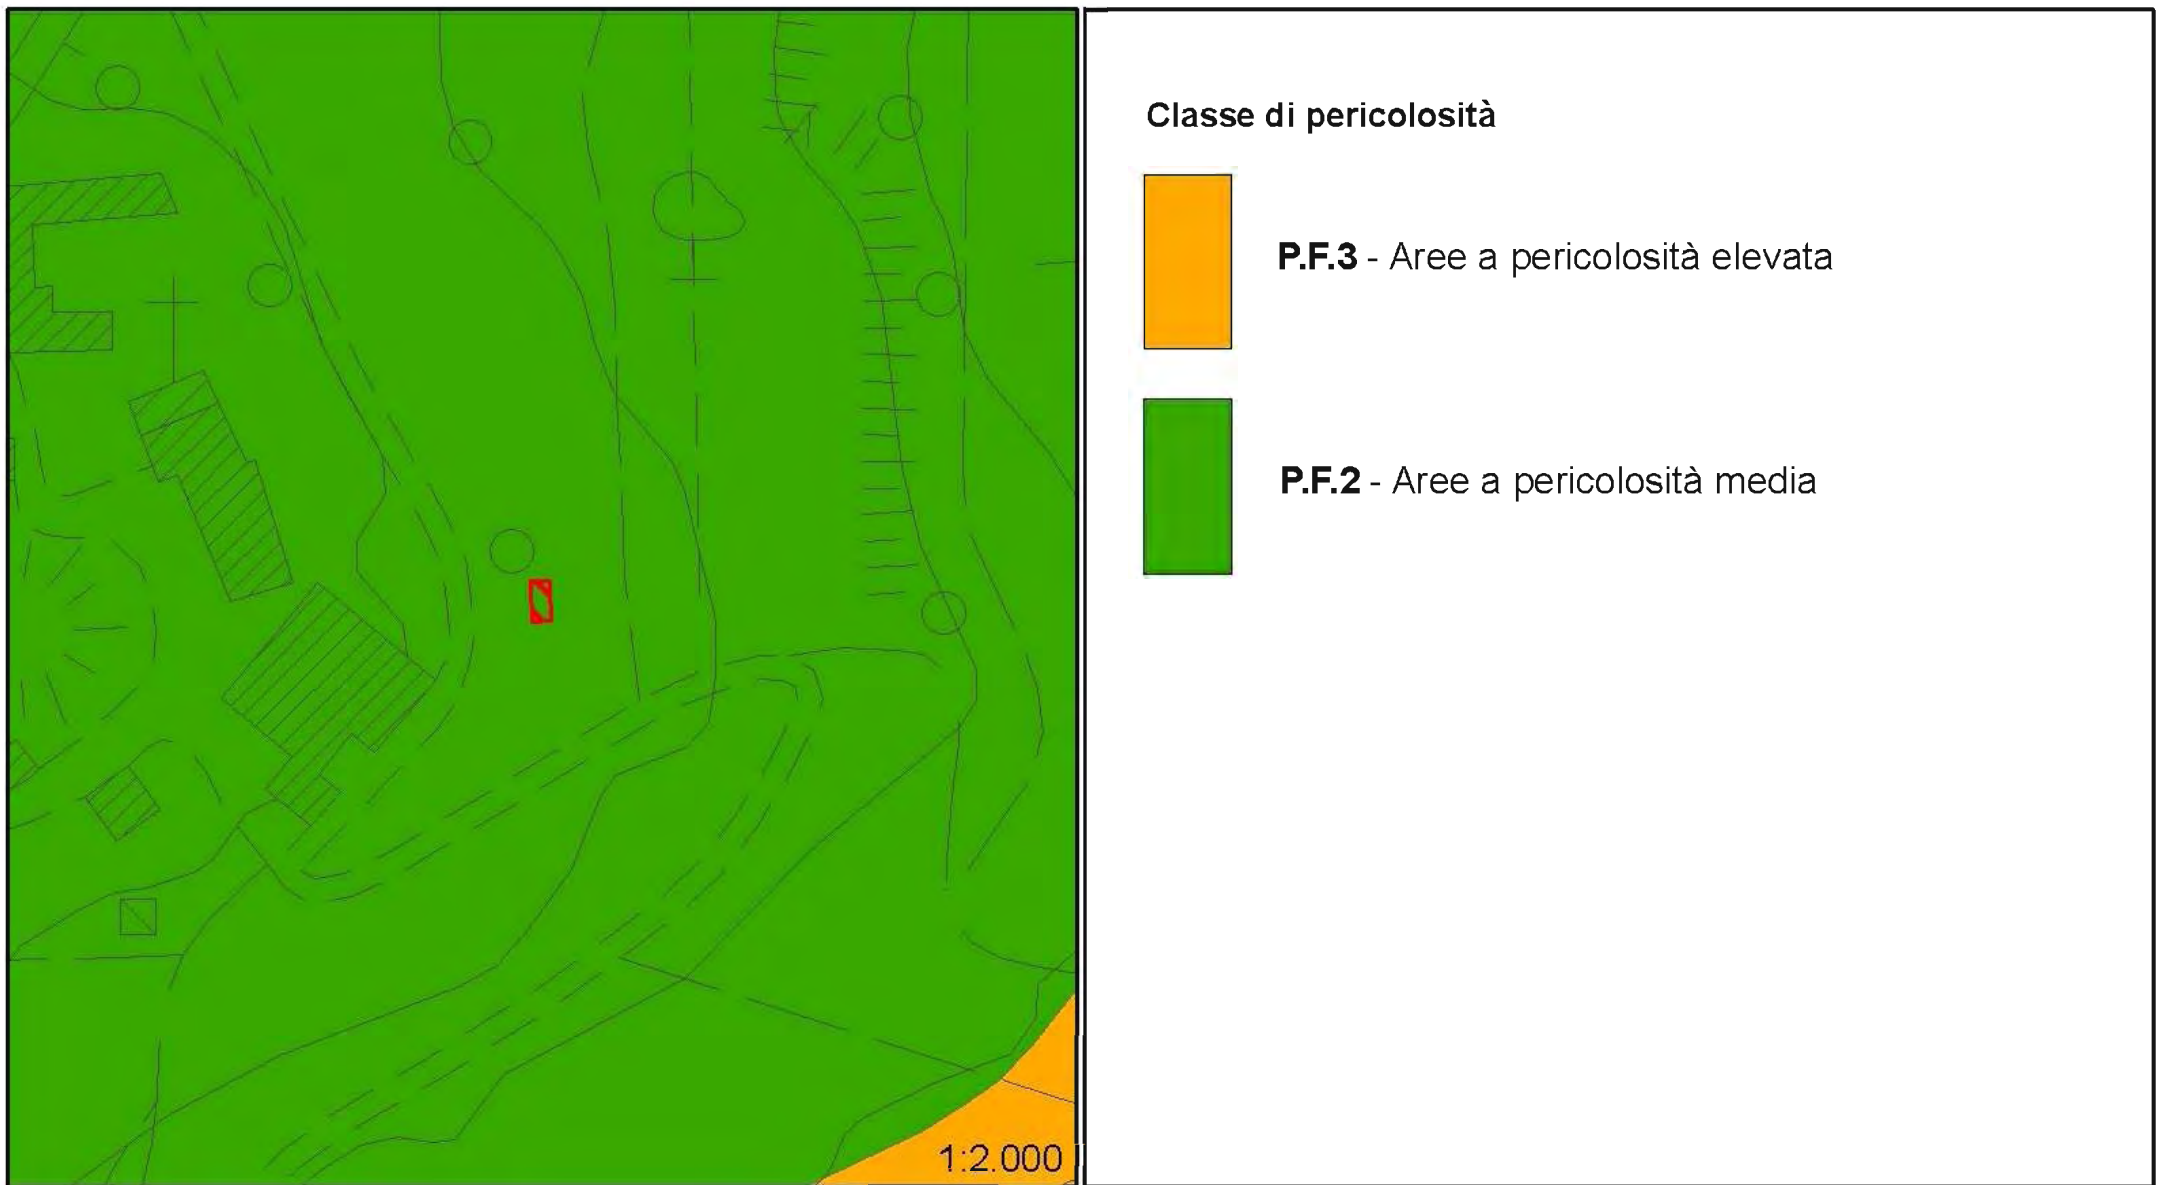 Classe di pericolosità
P.F.3 - Aree a pericolosità elevata
P.F.2 - Aree a pericolosità media
1:2.000